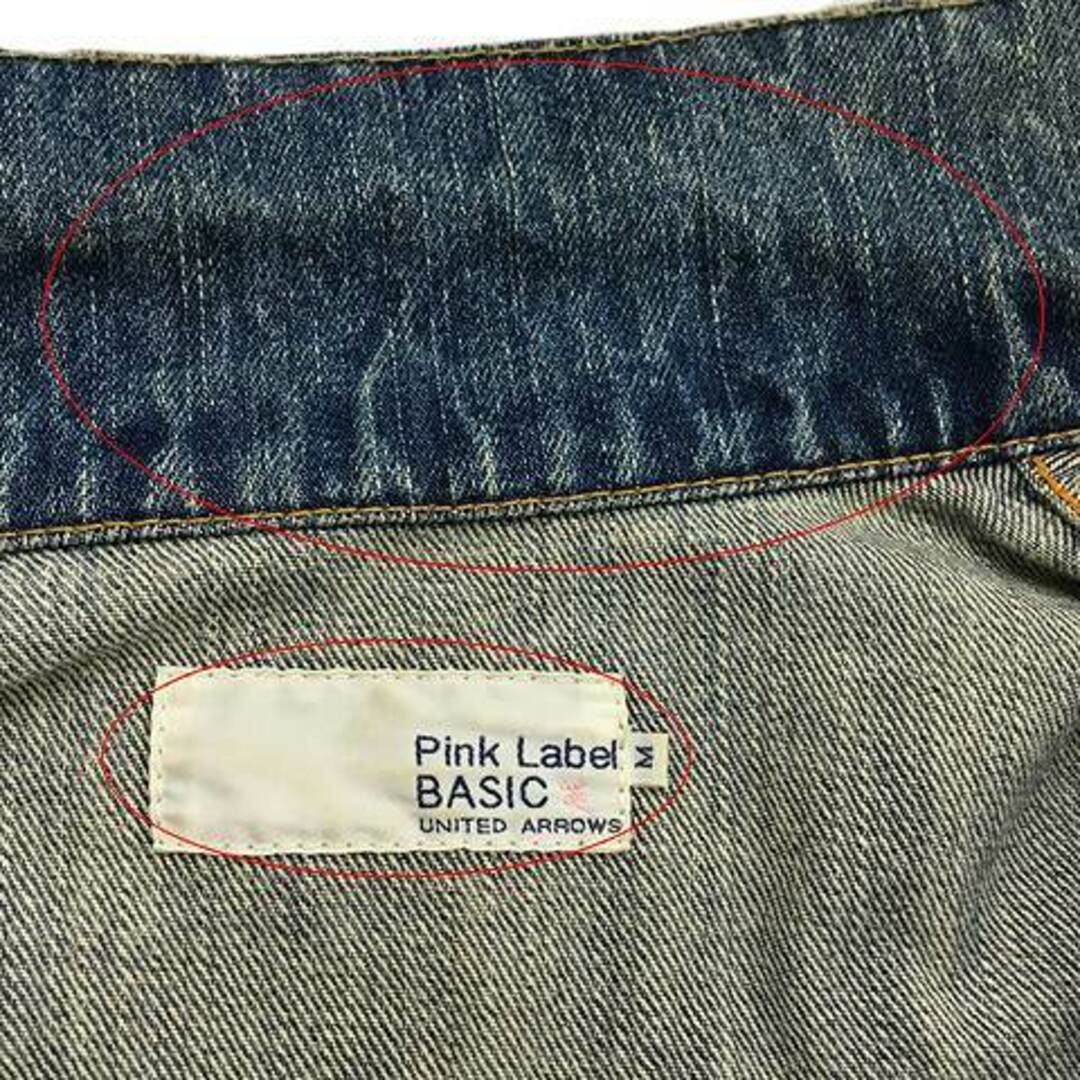 Pink Label
BASIC
UNITED ARROWS
M